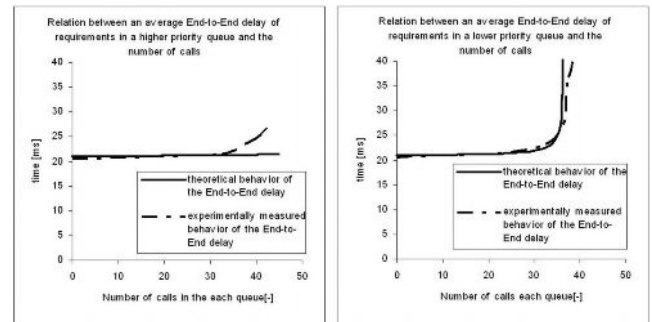 Relation between an average End-to-End delay of
requirements in a higher priority queue and the
number of calls
40
35
30
25
20
15
10
5
0
time [ms]
theoretical behavior of
the End-to-End delay
experimentally measured
behavior of the End-to-
End delay
0 10 20 30 40 50
Number of calls in the each queue[-]
Relation between an average End-to-End delay of
requirements in a lower priority queue and the
number of calls
40
35
30
25
20
15
10
5
0
time [ms]
theoretical behavior of the
End-to-End delay
experimentally measured
behavior of the End-to-
End delay
0 10 20 30 40 50
Number of calls each queue[-]